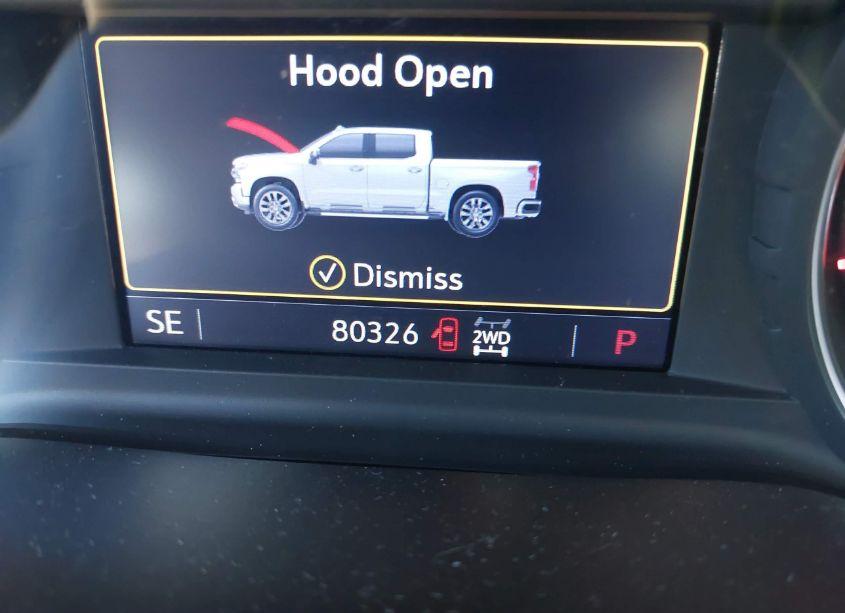 Hood Open
Dismiss
SE 80326 2WD P